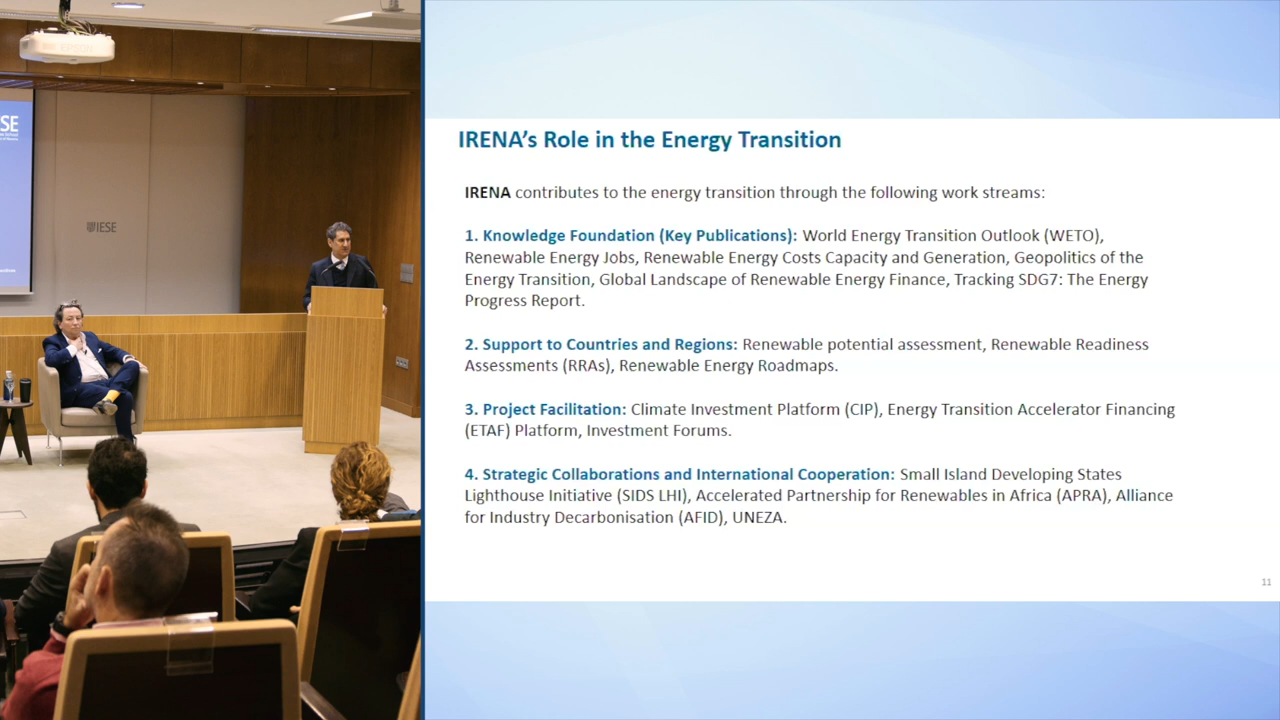 EPSON
SE
IESE
IRENA's Role in the Energy Transition
IRENA contributes to the energy transition through the following work streams:
1. Knowledge Foundation (Key Publications): World Energy Transition Outlook (WETO),
Renewable Energy Jobs, Renewable Energy Costs Capacity and Generation, Geopolitics of the
Energy Transition, Global Landscape of Renewable Energy Finance, Tracking SDG7: The Energy
Progress Report.
2. Support to Countries and Regions: Renewable potential assessment, Renewable Readiness
Assessments (RRAs), Renewable Energy Roadmaps.
3. Project Facilitation: Climate Investment Platform (CIP), Energy Transition Accelerator Financing
(ETAF) Platform, Investment Forums.
4. Strategic Collaborations and International Cooperation: Small Island Developing States
Lighthouse Initiative (SIDS LHI), Accelerated Partnership for Renewables in Africa (APRA), Alliance
for Industry Decarbonisation (AFID), UNEZA.
11